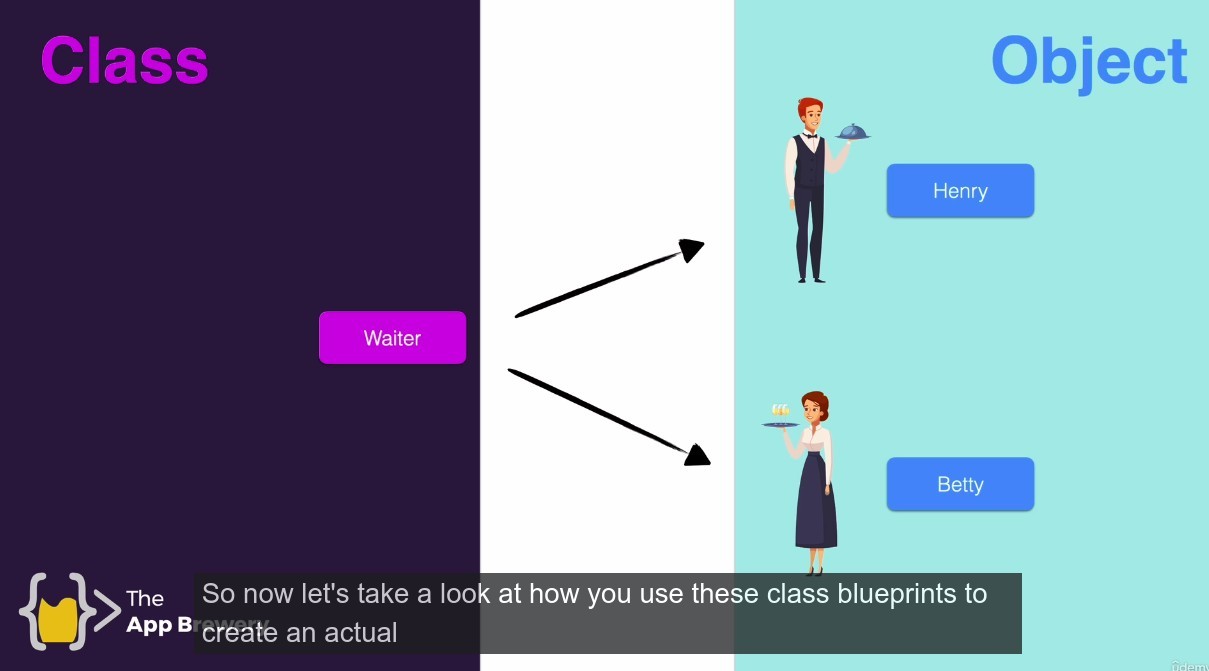 Class
Object
Henry
Waiter
Betty
The
App Brewery
So now let's take a look at how you use these class blueprints to
create an actual
ûdemy